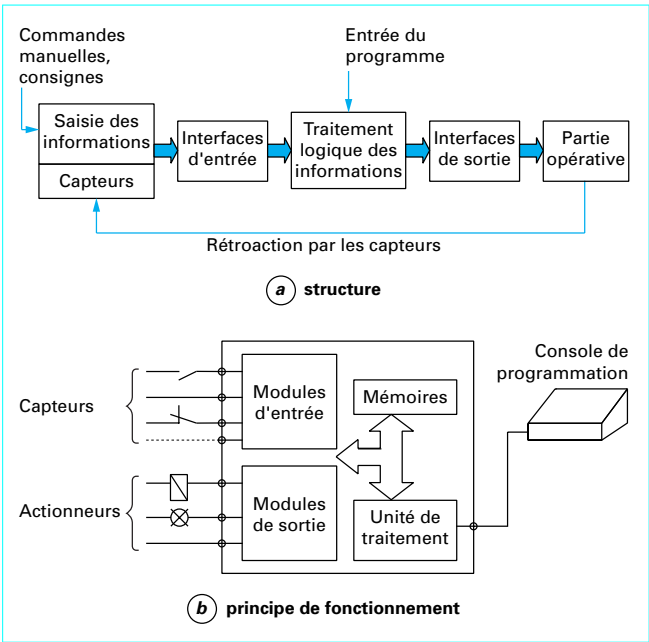 Commandes
manuelles,
consignes
Entrée du
programme
Saisie des
informations
Capteurs
Interfaces
d'entrée
Traitement
logique des
informations
Interfaces
de sortie
Partie
opérative
Rétroaction par les capteurs
a structure
Console de
programmation
Capteurs
Modules
d'entrée
Mémoires
Actionneurs
Modules
de sortie
Unité de
traitement
b principe de fonctionnement